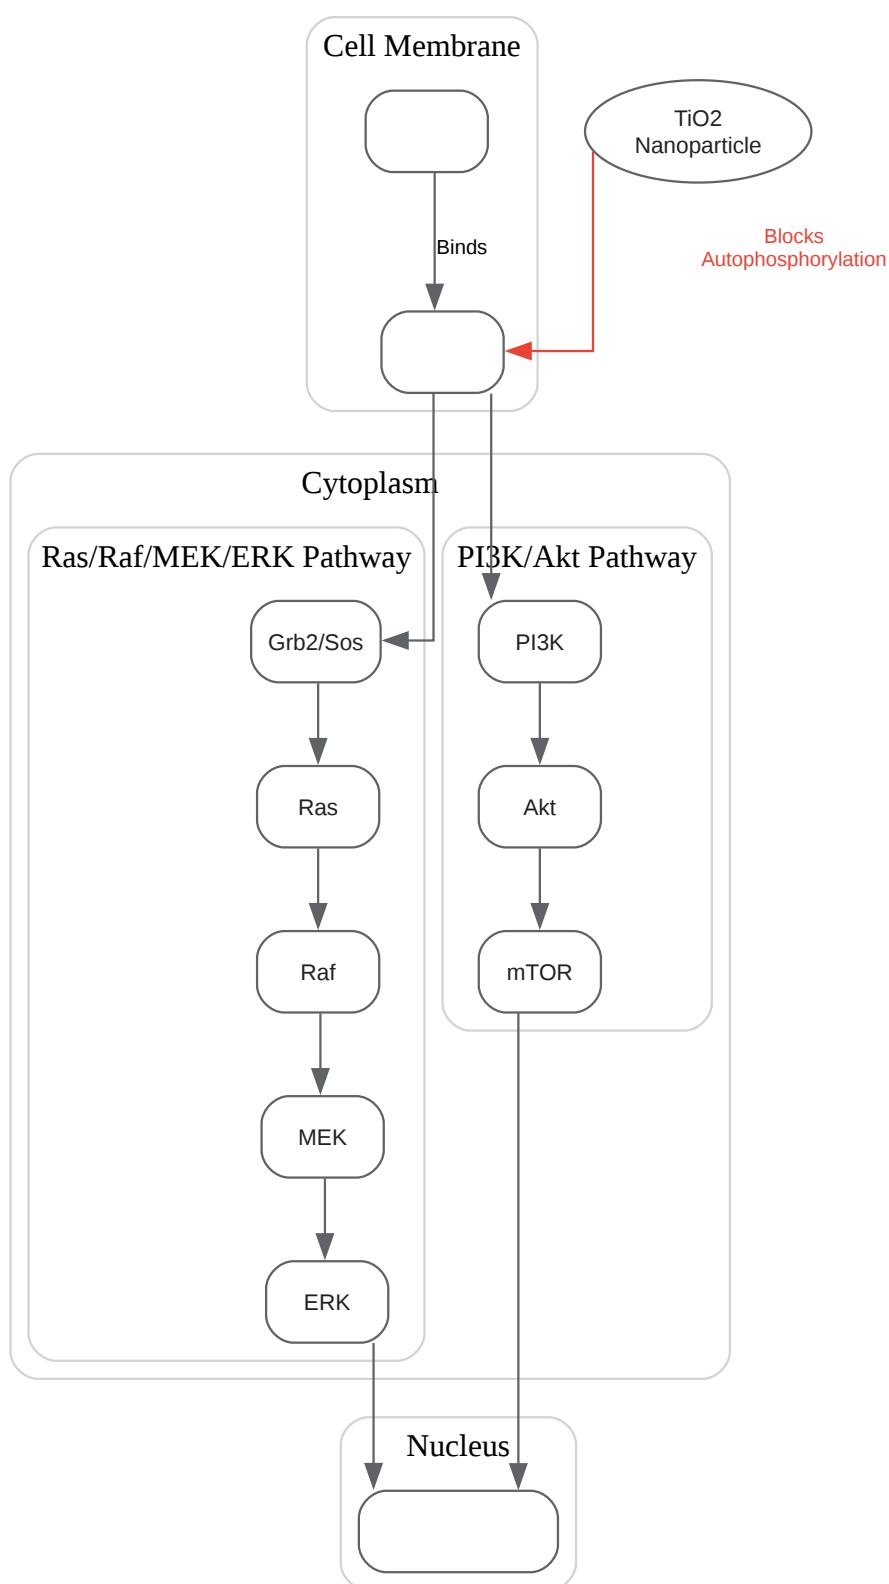 Cell Membrane
TiO2
Nanoparticle
Binds
Blocks
Autophosphorylation
Cytoplasm
Ras/Raf/MEK/ERK Pathway
PI3K/Akt Pathway
Grb2/Sos
PI3K
Ras
Akt
Raf
mTOR
MEK
ERK
Nucleus